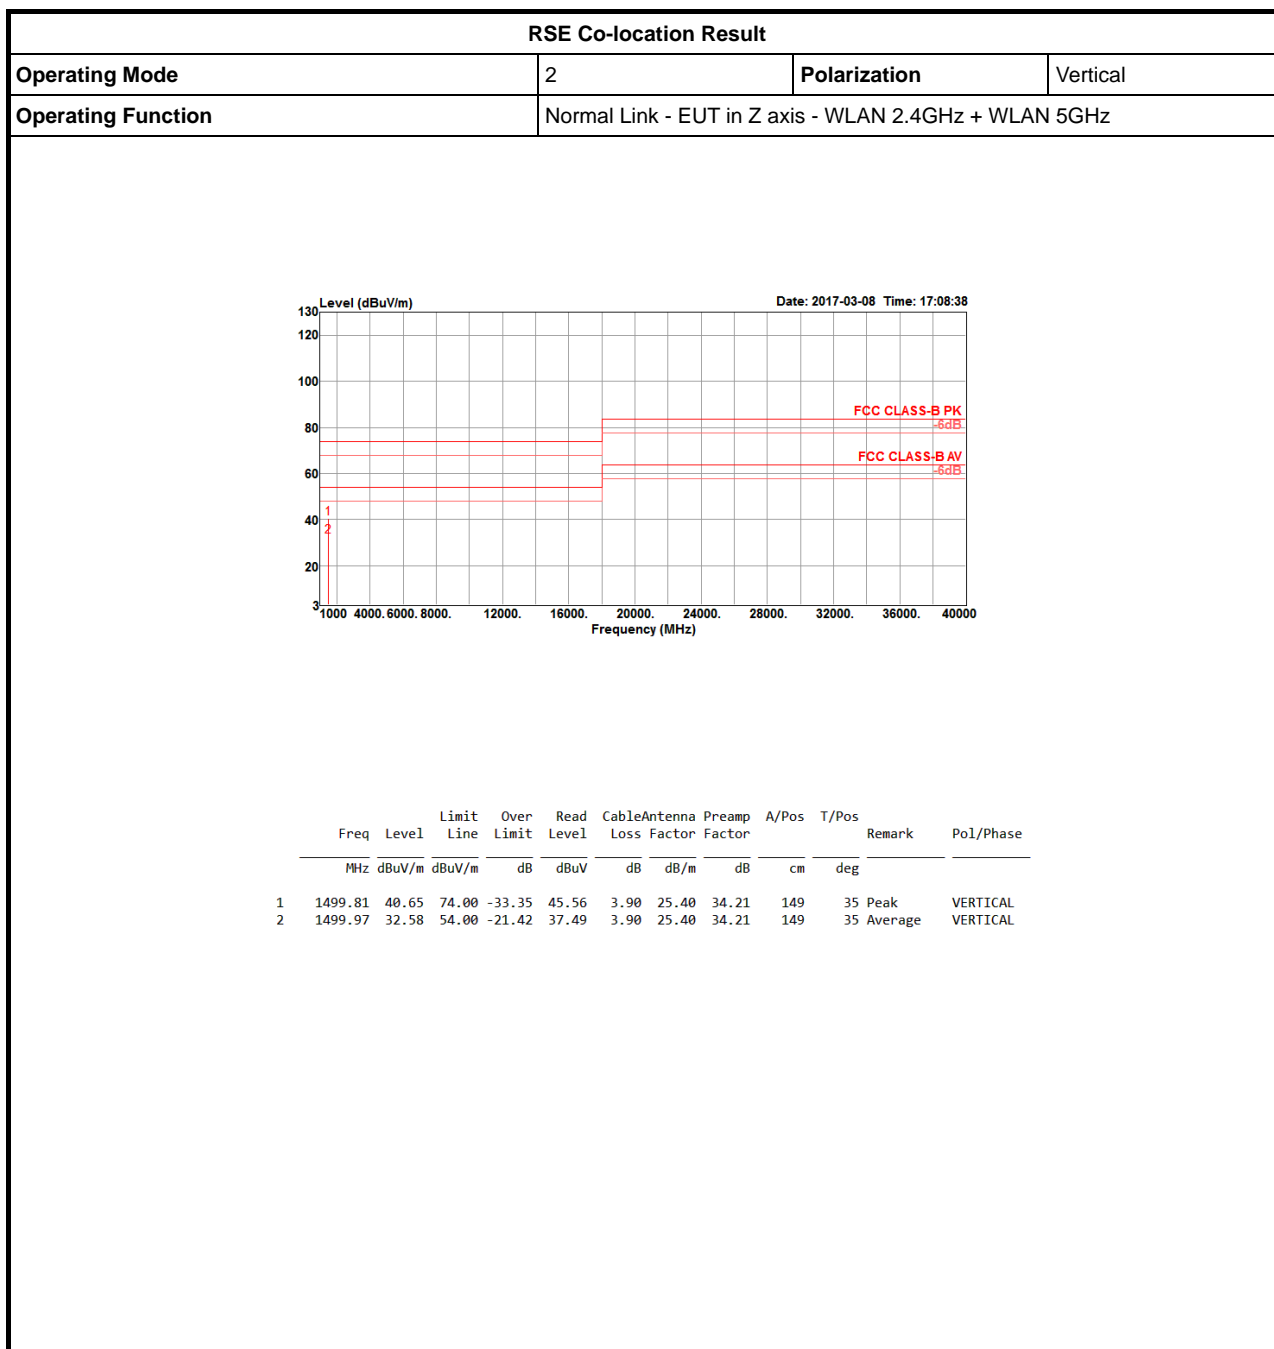 RSE Co-location Result
Operating Mode 2 Polarization Vertical
Operating Function Normal Link - EUT in Z axis - WLAN 2.4GHz + WLAN 5GHz
Level (dBuV/m) Date: 2017-03-08 Time: 17:08:38
130
120
100
FCC CLASS-B PK
80
-6dB
FCC CLASS-B AV
60
-6dB
1
40
2
20
3
1000 4000. 6000. 8000. 12000. 16000. 20000. 24000. 28000. 32000. 36000. 40000
Frequency (MHz)
Limit Over Read CableAntenna Preamp A/Pos T/Pos
Freq Level Line Limit Level Loss Factor Factor Remark Pol/Phase
MHz dBuV/m dBuV/m dB dBuV dB dB/m dB cm deg
1 1499.81 40.65 74.00 -33.35 45.56 3.90 25.40 34.21 149 35 Peak VERTICAL
2 1499.97 32.58 54.00 -21.42 37.49 3.90 25.40 34.21 149 35 Average VERTICAL